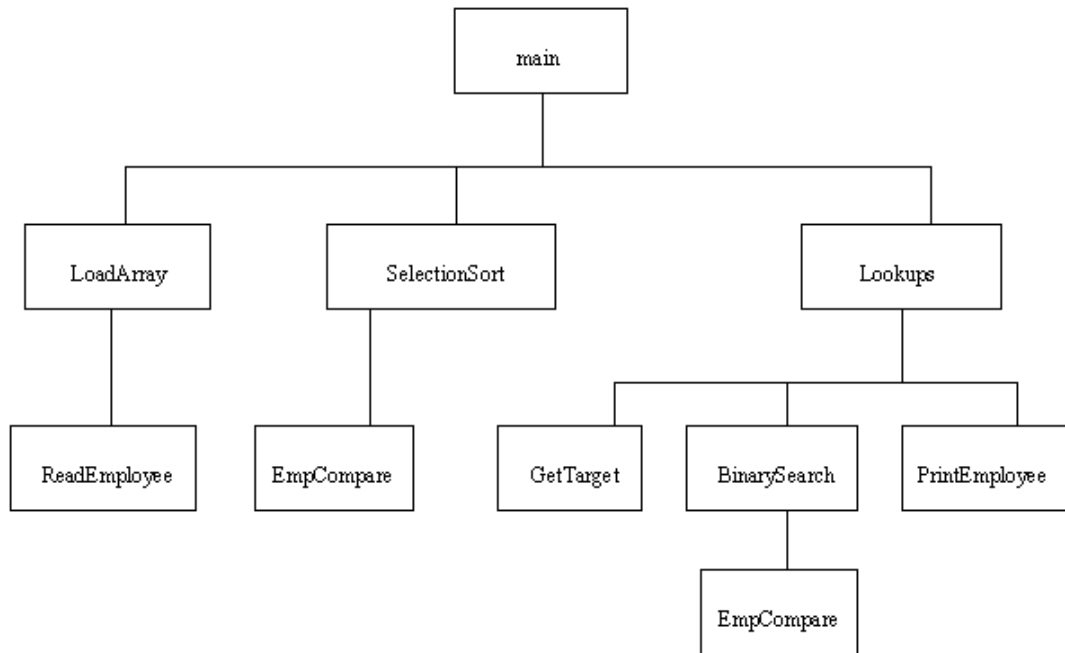 main
LoadArray
SelectionSort
Lookups
ReadEmployee
EmpCompare
GetTarget
BinarySearch
PrintEmployee
EmpCompare